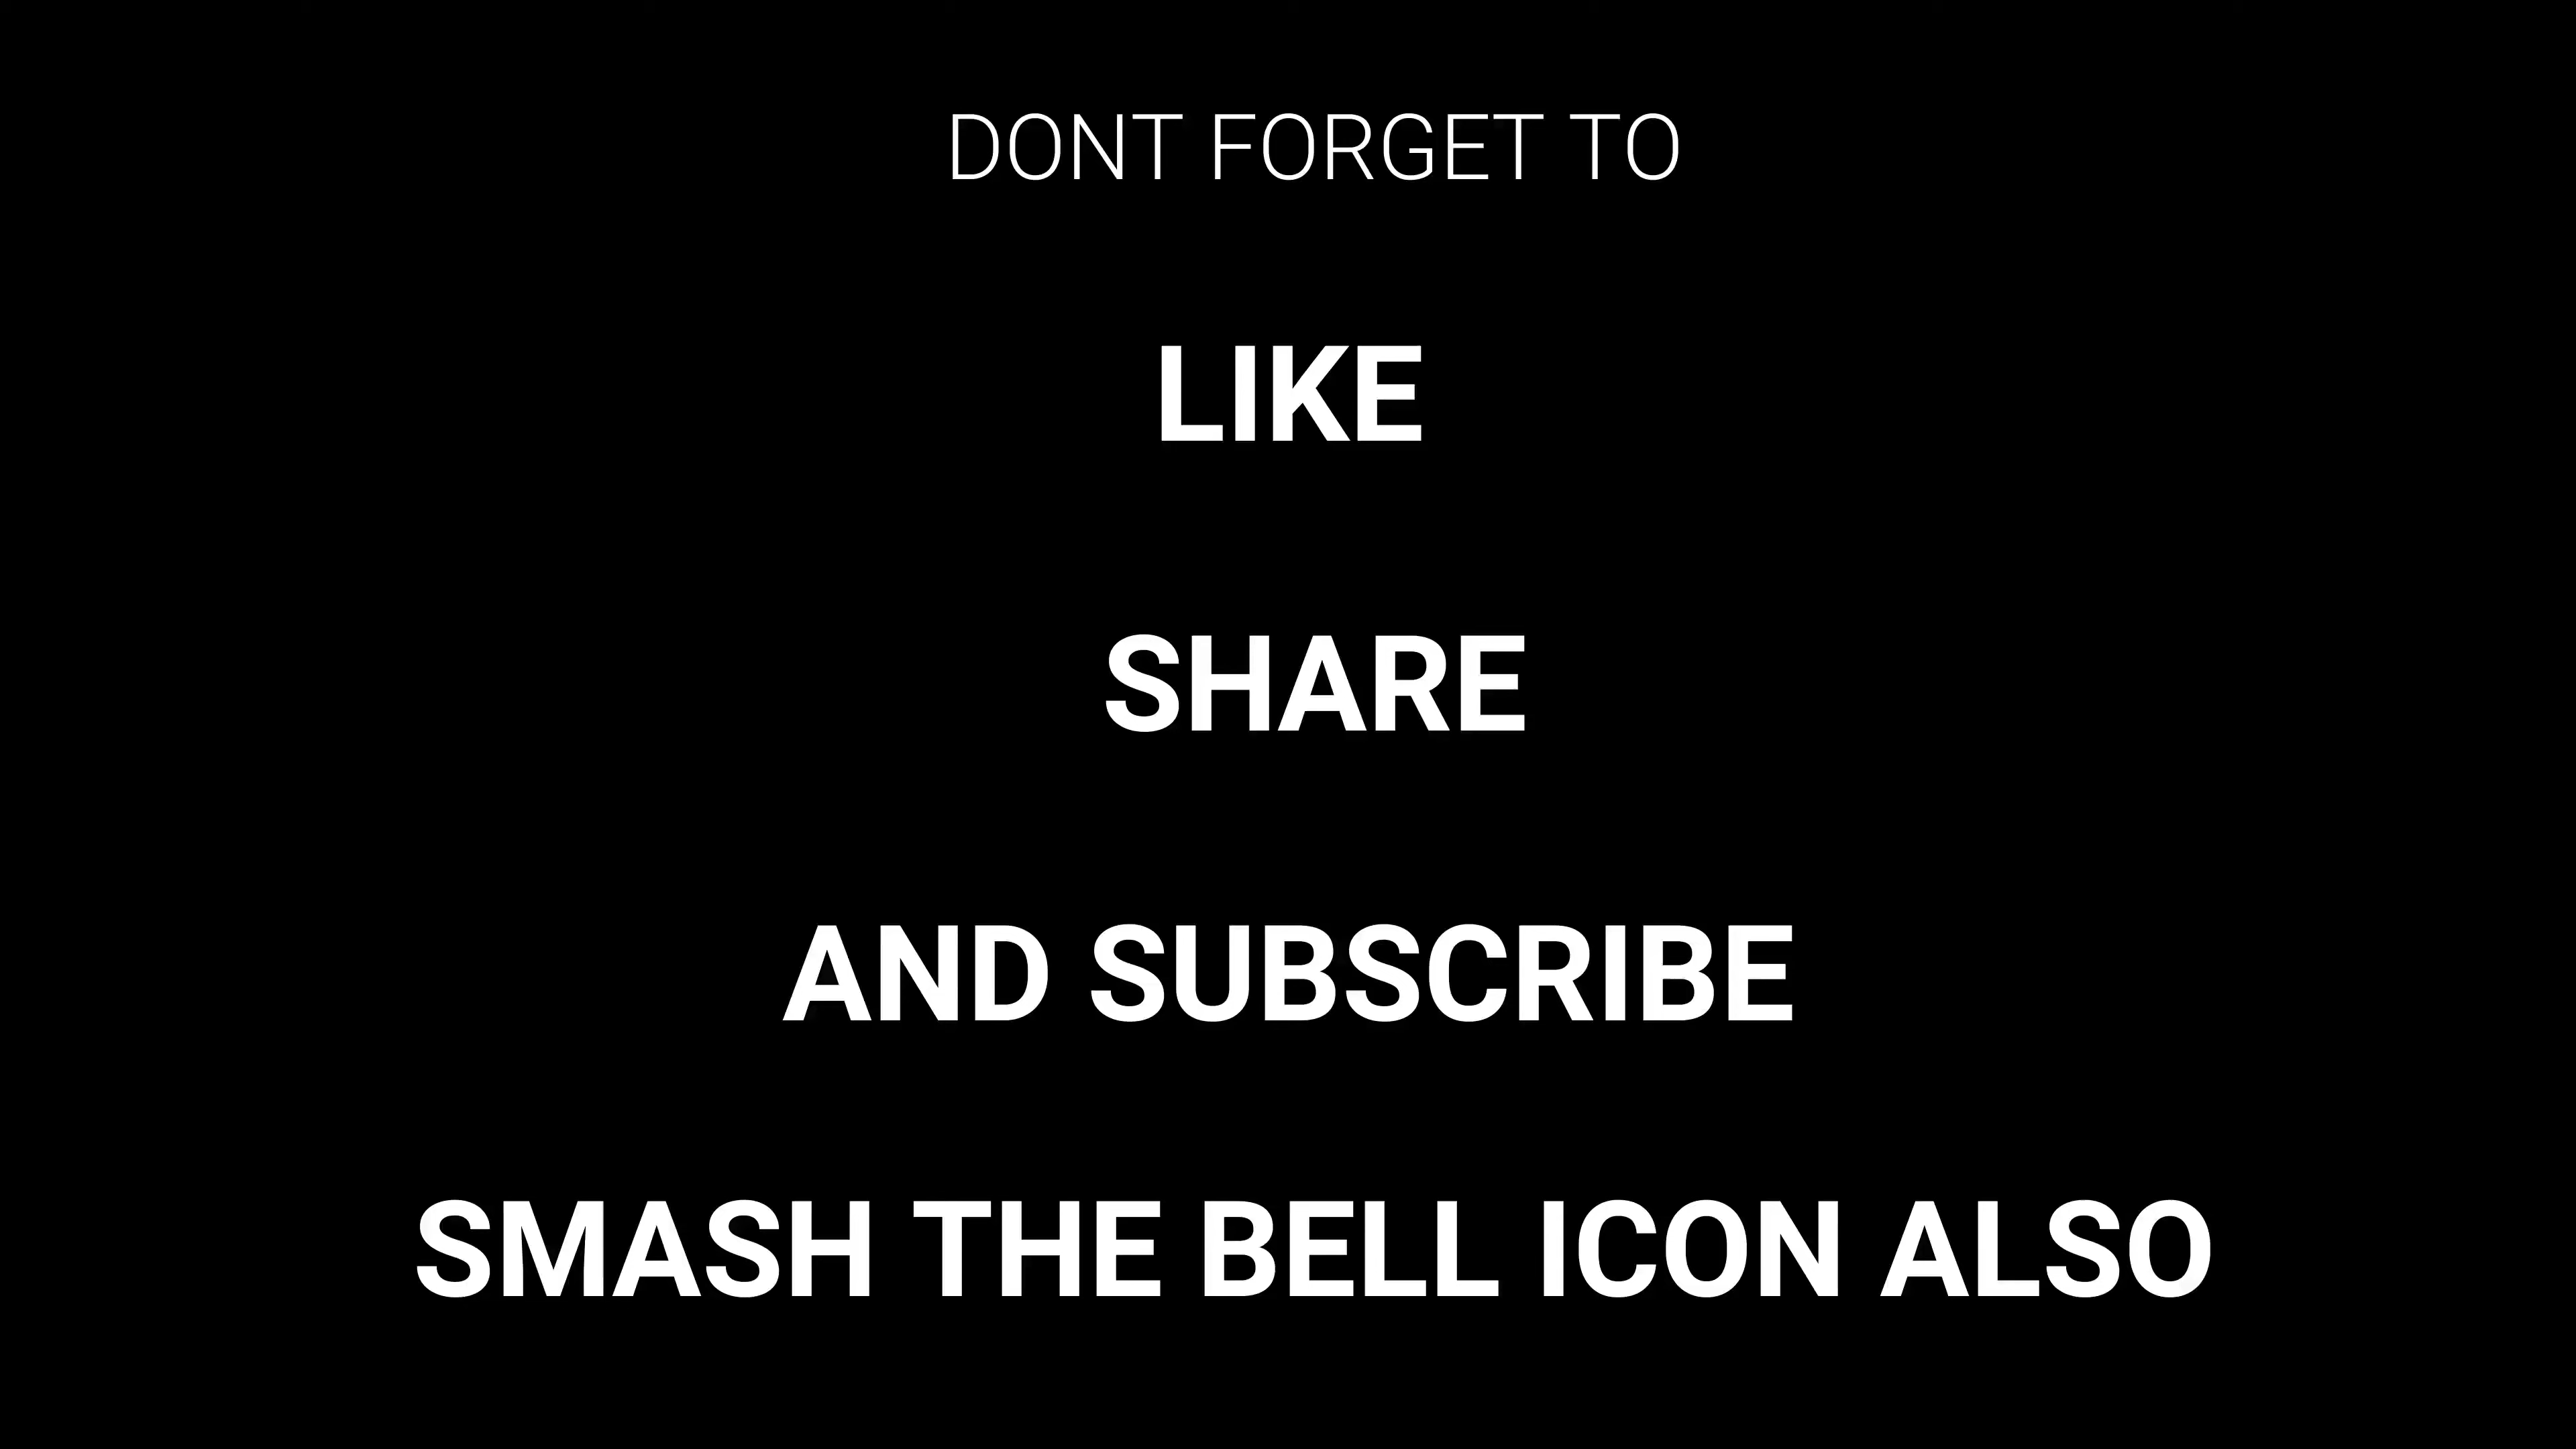 DONT FORGET TO
LIKE
SHARE
AND SUBSCRIBE
SMASH THE BELL ICON ALSO